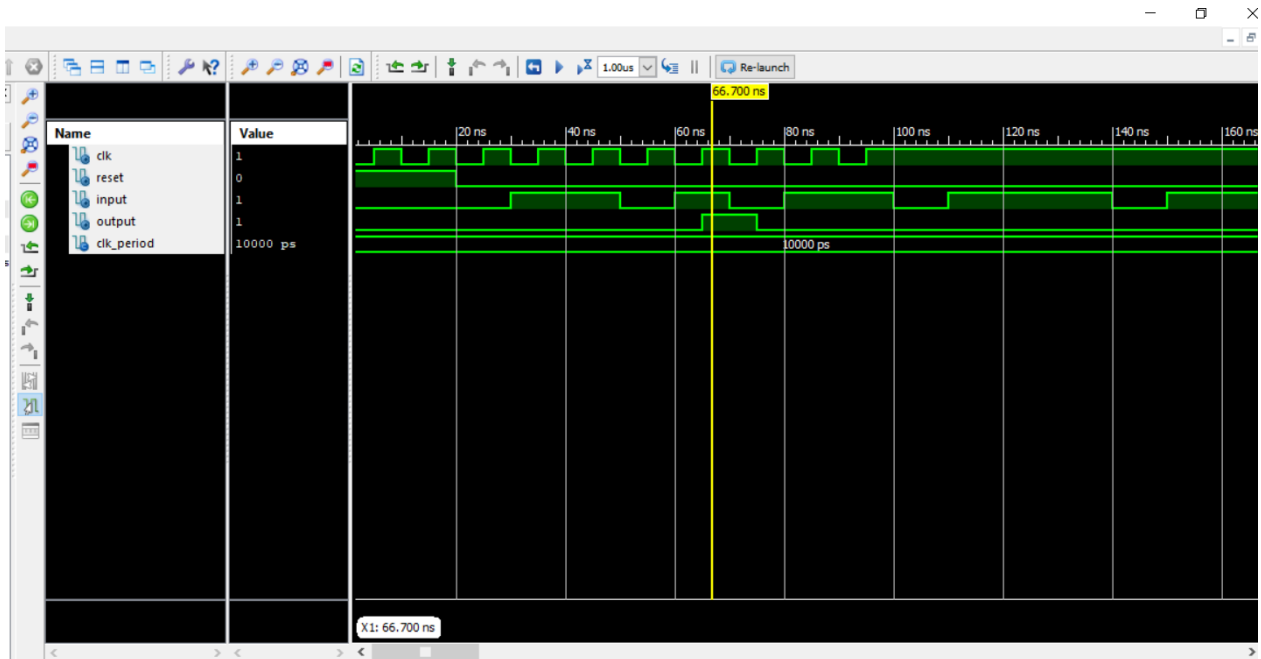 1.00us
Re-launch
66.700 ns
Name
Value
20 ns
40 ns
60 ns
80 ns
100 ns
120 ns
140 ns
160 ns
clk
1
reset
0
input
1
output
1
clk_period
10000 ps
10000 ps
X1: 66.700 ns